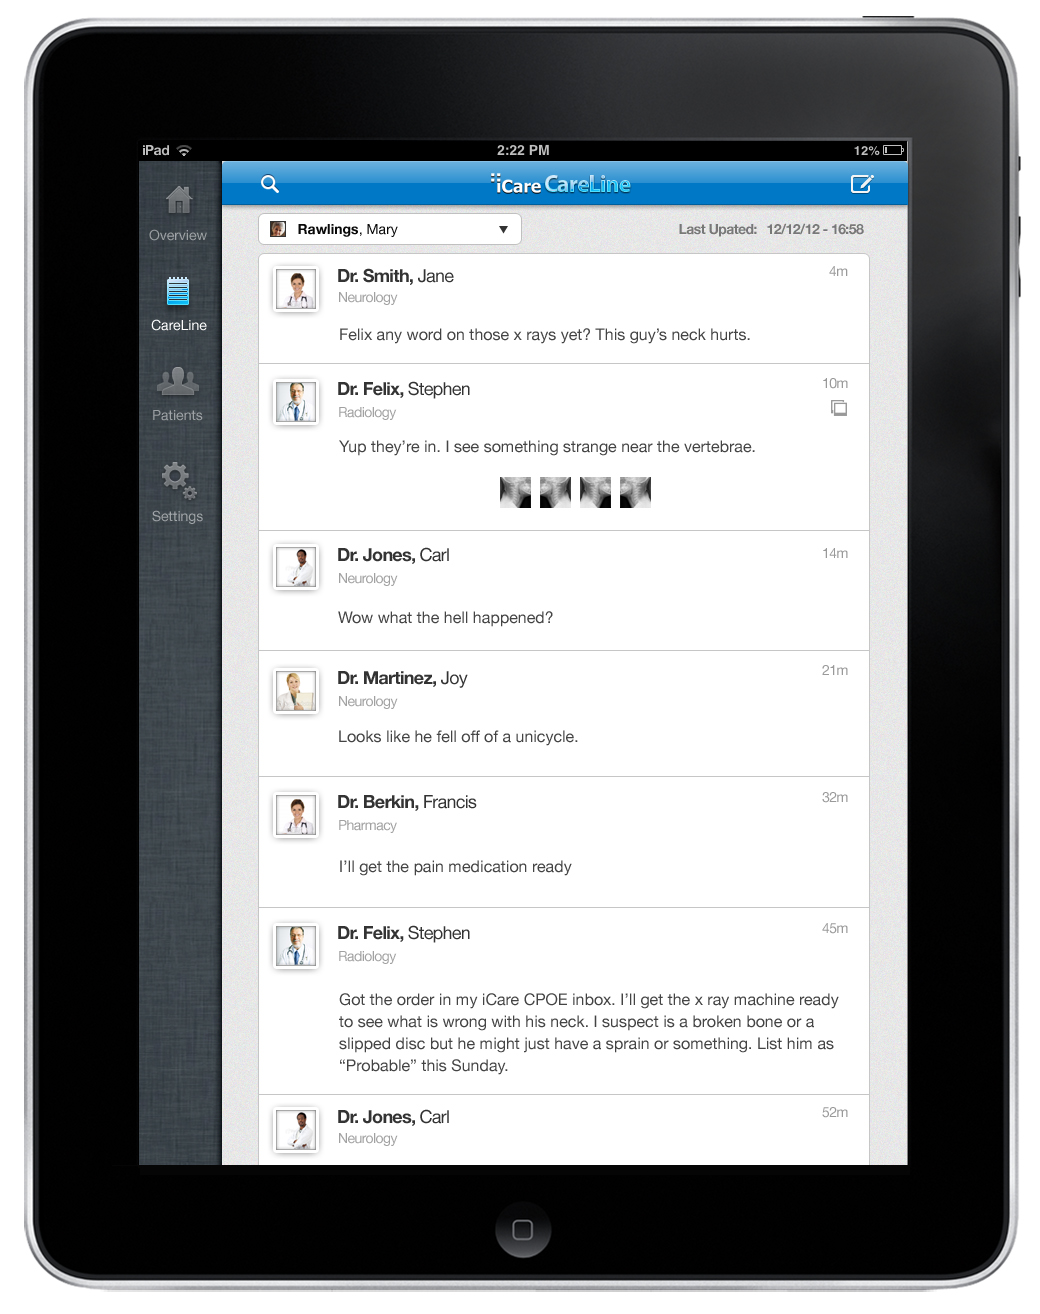 iPad
2:22 PM
12%
iCare CareLine
Overview
CareLine
Patients
Settings
Rawlings, Mary
Last Upated: 12/12/12 - 16:58
Dr. Smith, Jane
4m
Neurology
Felix any word on those x rays yet? This guy's neck hurts.
Dr. Felix, Stephen
10m
Radiology
Yup they're in. I see something strange near the vertebrae.
Dr. Jones, Carl
14m
Neurology
Wow what the hell happened?
Dr. Martinez, Joy
21m
Neurology
Looks like he fell off of a unicycle.
Dr. Berkin, Francis
32m
Pharmacy
I'll get the pain medication ready
Dr. Felix, Stephen
45m
Radiology
Got the order in my iCare CPOE inbox. I'll get the x ray machine ready
to see what is wrong with his neck. I suspect is a broken bone or a
slipped disc but he might just have a sprain or something. List him as
“Probable” this Sunday.
Dr. Jones, Carl
52m
Neurology